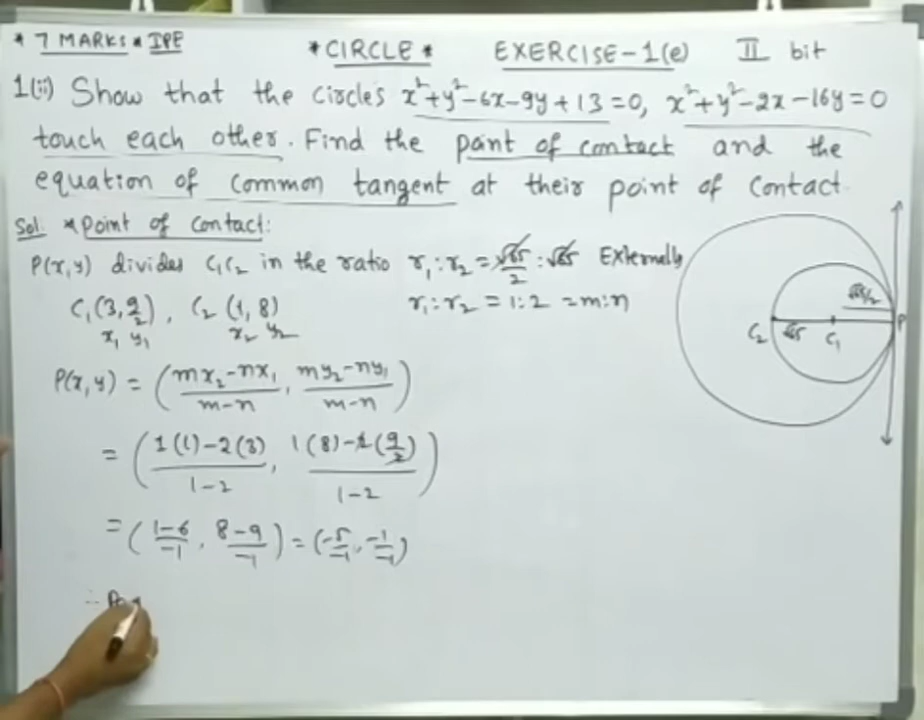 * 7 MARKS * IPE *CIRCLE* EXERCISE-1(e) II bit
1(ii) Show that the circles x²+y²-6x-9y+13=0, x²+y²-2x-16y=0
touch each other. Find the point of contact and the
equation of common tangent at their point of contact.
Sol. *Point of Contact:
P(x,y) divides C₁C₂ in the ratio r₁:r₂ = √65/2 : √65 Externally
C₁(3, 9/2), C₂(1, 8) r₁:r₂ = 1:2 = m:n
x₁ y₁ x₂ y₂
P(x,y) = ( (mx₂-nx₁)/(m-n), (my₂-ny₁)/(m-n) )
= ( (1(1)-2(3))/(1-2), (1(8)-2(9/2))/(1-2) )
= ( (1-6)/-1, (8-9)/-1 ) = (-5/-1, -1/-1)
∴ Po
C₂ √65 C₁ √65/2 P